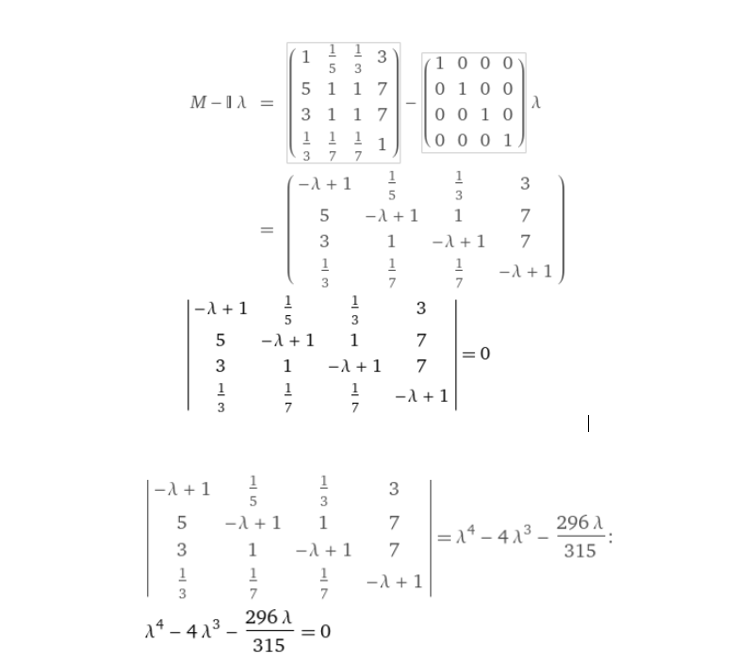 M − 𝟙 λ = ( 1 1/5 1/3 3 ) − ( 1 0 0 0 ) λ
( 5 1 1 7 ) ( 0 1 0 0 )
( 3 1 1 7 ) ( 0 0 1 0 )
( 1/3 1/7 1/7 1 ) ( 0 0 0 1 )
= ( −λ + 1 1/5 1/3 3 )
( 5 −λ + 1 1 7 )
( 3 1 −λ + 1 7 )
( 1/3 1/7 1/7 −λ + 1 )
| −λ + 1 1/5 1/3 3 |
| 5 −λ + 1 1 7 | = 0
| 3 1 −λ + 1 7 |
| 1/3 1/7 1/7 −λ + 1 |
| −λ + 1 1/5 1/3 3 |
| 5 −λ + 1 1 7 | = λ⁴ − 4 λ³ − 296 λ/315 :
| 3 1 −λ + 1 7 |
| 1/3 1/7 1/7 −λ + 1 |
λ⁴ − 4 λ³ − 296 λ/315 = 0